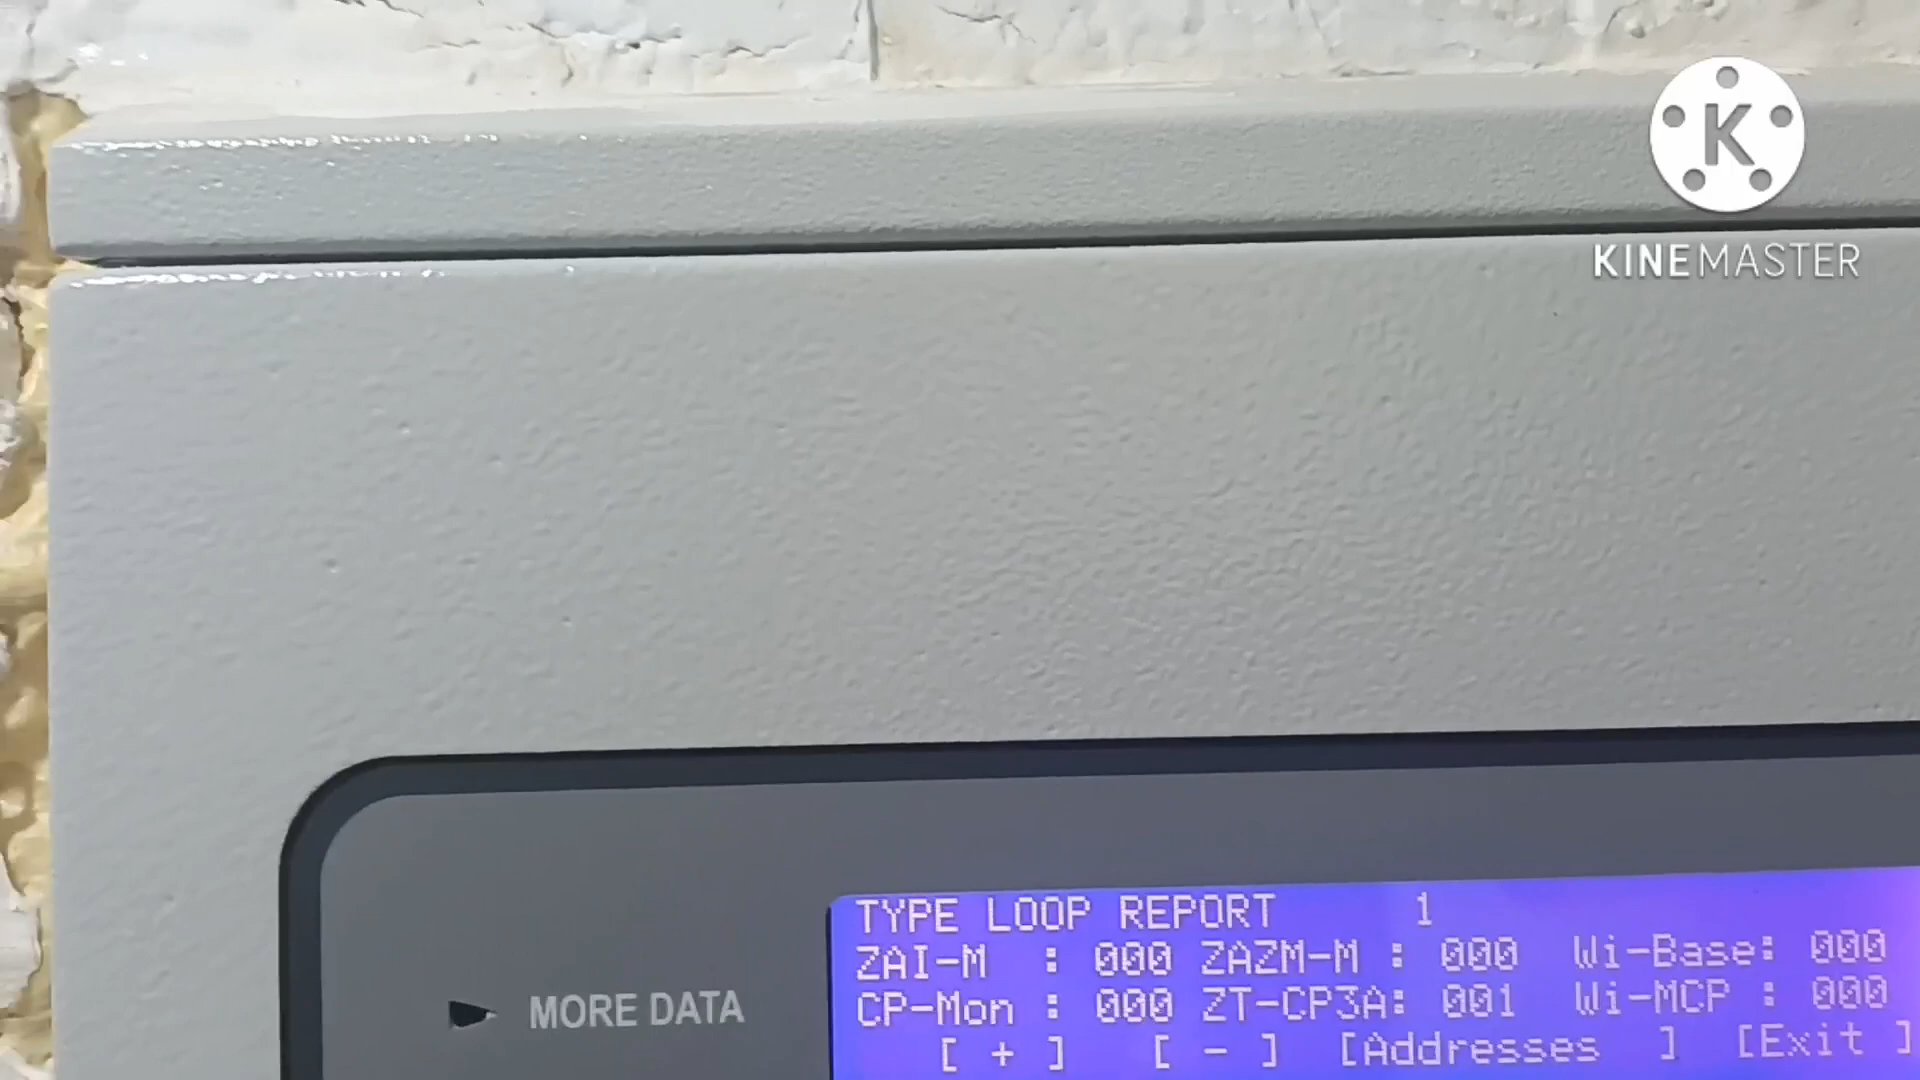 K
KINEMASTER
TYPE LOOP REPORT 1
ZAI-M : 000 ZAZM-M : 000 Wi-Base: 000
MORE DATA
CP-Mon : 000 ZT-CP3A: 001 Wi-MCP : 000
[ + ] [ - ] [Addresses ] [Exit ]